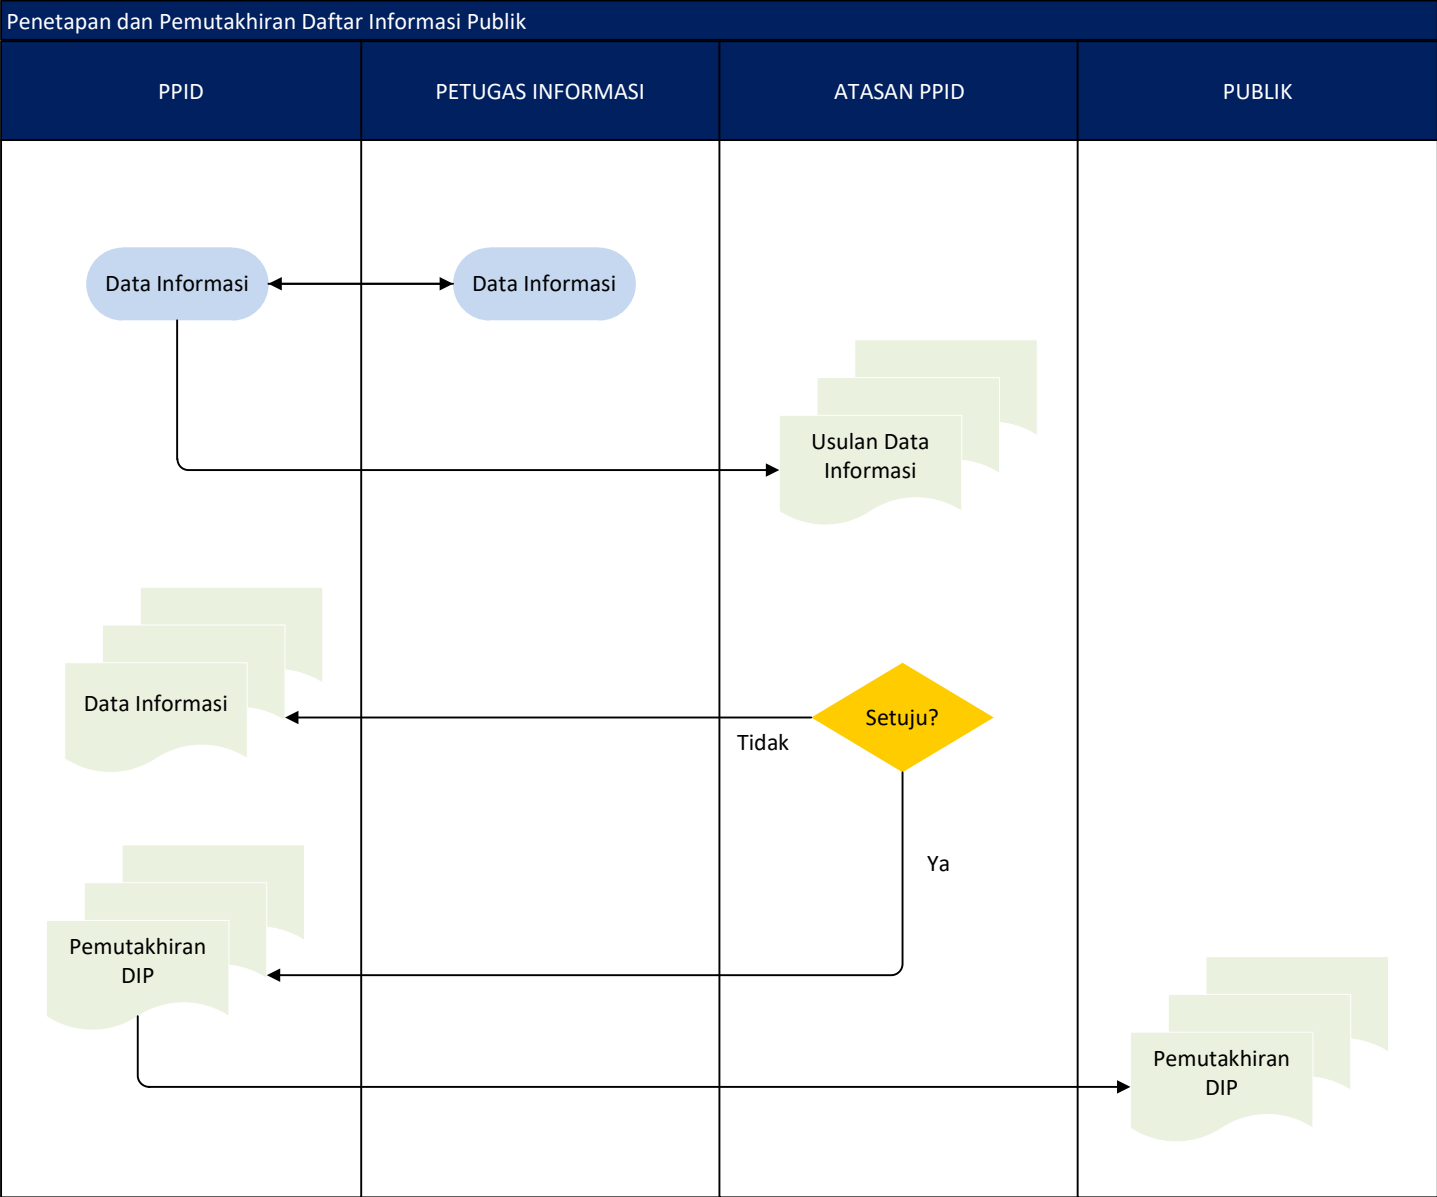 Penetapan dan Pemutakhiran Daftar Informasi Publik
PPID
PETUGAS INFORMASI
ATASAN PPID
PUBLIK
Data Informasi
Data Informasi
Usulan Data
Informasi
Data Informasi
Setuju?
Tidak
Ya
Pemutakhiran
DIP
Pemutakhiran
DIP